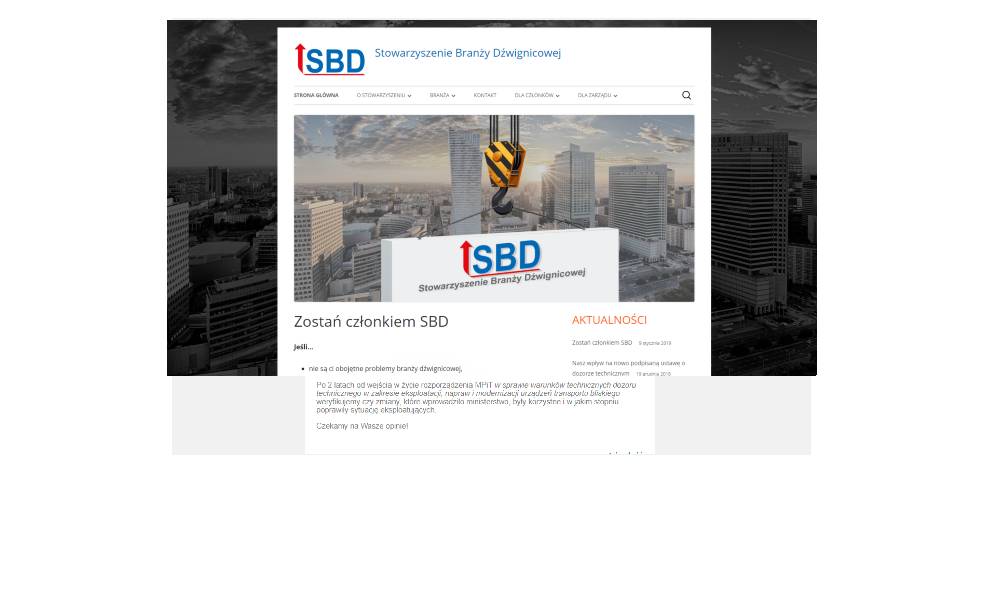 SBD
Stowarzyszenie Branży Dźwignicowej
STRONA GŁÓWNA O STOWARZYSZENIU BRANŻA KONTAKT DLA CZŁONKÓW DLA ZARZĄDU
SBD
Stowarzyszenie Branży Dźwignicowej
Zostań członkiem SBD
Jeśli...
nie są ci obojętne problemy branży dźwignicowej,
AKTUALNOŚCI
Zostań członkiem SBD 9 stycznia 2019
Nasz wpływ na nowo podpisaną ustawę o
dozorze technicznym 19 grudnia 2018
Po 2 latach od wejścia w życie rozporządzenia MPiT w sprawie warunków technicznych dozoru
technicznego w zakresie eksploatacji, napraw i modernizacji urządzeń transportu bliskiego
weryfikujemy czy zmiany, które wprowadziło ministerstwo, były korzystne i w jakim stopniu
poprawiły sytuację eksploatujących.
Czekamy na Wasze opinie!